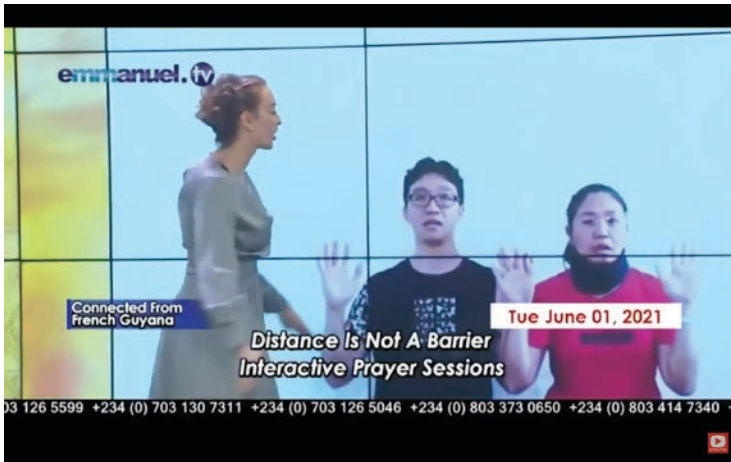 emmanuel.tv
Connected From
French Guyana
Tue June 01, 2021
Distance Is Not A Barrier
Interactive Prayer Sessions
03 126 5599 +234 (0) 703 130 7311 +234 (0) 703 126 5046 +234 (0) 803 373 0650 +234 (0) 803 414 7340 +